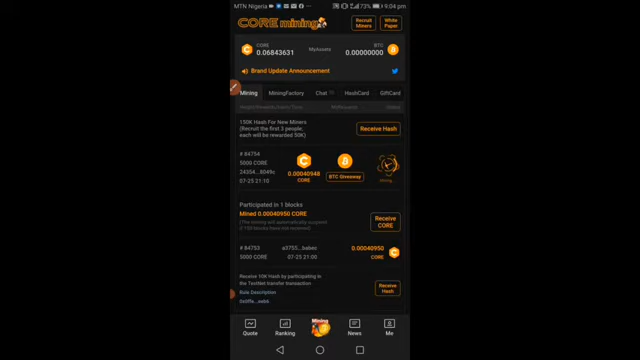 MTN Nigeria
73% 9:04 pm
CORE mining
Recruit Miners
White Paper
CORE
0.06843631
MyAssets
BTC
0.00000000
Brand Update Announcement
Mining
MiningFactory
Chat
HashCard
GiftCard
150K Hash For New Miners
(Recruit the first 3 people,
each will be rewarded 50K)
Receive Hash
# 84754
5000 CORE
24354...8049c
07-25 21:10
0.00040948
CORE
BTC Giveaway
Mining...
Participated in 1 blocks
Mined 0.00040950 CORE
Receive CORE
# 84753
5000 CORE
a3755...babec
07-25 21:00
0.00040950
CORE
Receive 10K Hash by participating in
the TestNet transfer transaction
Rule Description
Receive Hash
Quote
Ranking
Mining
News
Me